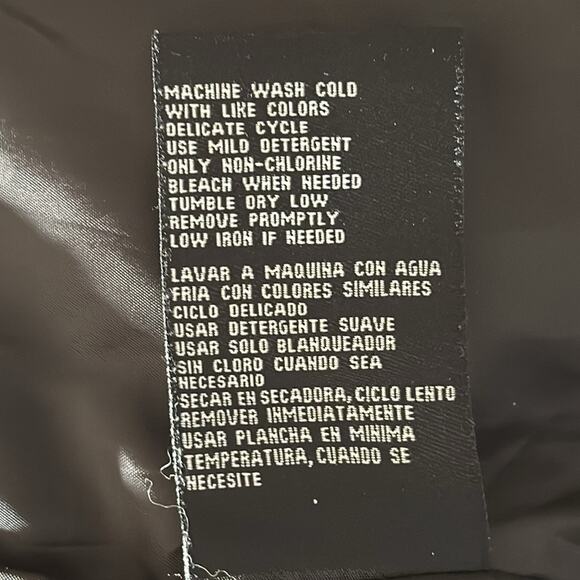 MACHINE WASH COLD
WITH LIKE COLORS
DELICATE CYCLE
USE MILD DETERGENT
ONLY NON-CHLORINE
BLEACH WHEN NEEDED
TUMBLE DRY LOW
REMOVE PROMPTLY
LOW IRON IF NEEDED
LAVAR A MAQUINA CON AGUA
FRIA CON COLORES SIMILARES
CICLO DELICADO
USAR DETERGENTE SUAVE
USAR SOLO BLANQUEADOR
SIN CLORO CUANDO SEA
NECESARIO
SECAR EN SECADORA, CICLO LENTO
REMOVER INMEDIATAMENTE
USAR PLANCHA EN MINIMA
TEMPERATURA, CUANDO SE
NECESITE